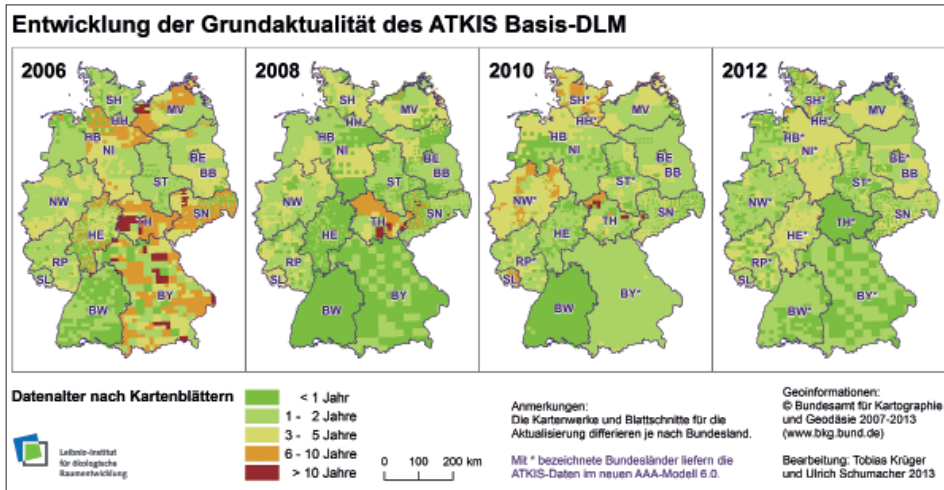 Entwicklung der Grundaktualität des ATKIS Basis-DLM
2006
SH
HH
MV
HB
NI
BE
BB
ST
NW
TH
SN
HE
RP
SL
BW
BY
2008
SH
HH
MV
HB
NI
BE
BB
ST
NW
TH
SN
HE
RP
SL
BW
BY
2010
SH*
HH*
MV
HB
NI
BE
BB
ST*
NW*
TH
SN
HE
RP*
SL
BW
BY*
2012
SH*
HH*
MV
HB*
NI*
BE*
BB
ST*
NW*
TH*
SN
HE*
RP*
SL
BW*
BY*
Datenalter nach Kartenblättern
< 1 Jahr
1 - 2 Jahre
3 - 5 Jahre
6 - 10 Jahre
> 10 Jahre
0 100 200 km
Leibniz-Institut
für ökologische
Raumentwicklung
Anmerkungen:
Die Kartenwerke und Blattschnitte für die
Aktualisierung differieren je nach Bundesland.
Mit * bezeichnete Bundesländer liefern die
ATKIS-Daten im neuen AAA-Modell 6.0.
Geoinformationen:
© Bundesamt für Kartographie
und Geodäsie 2007-2013
(www.bkg.bund.de)
Bearbeitung: Tobias Krüger
und Ulrich Schumacher 2013